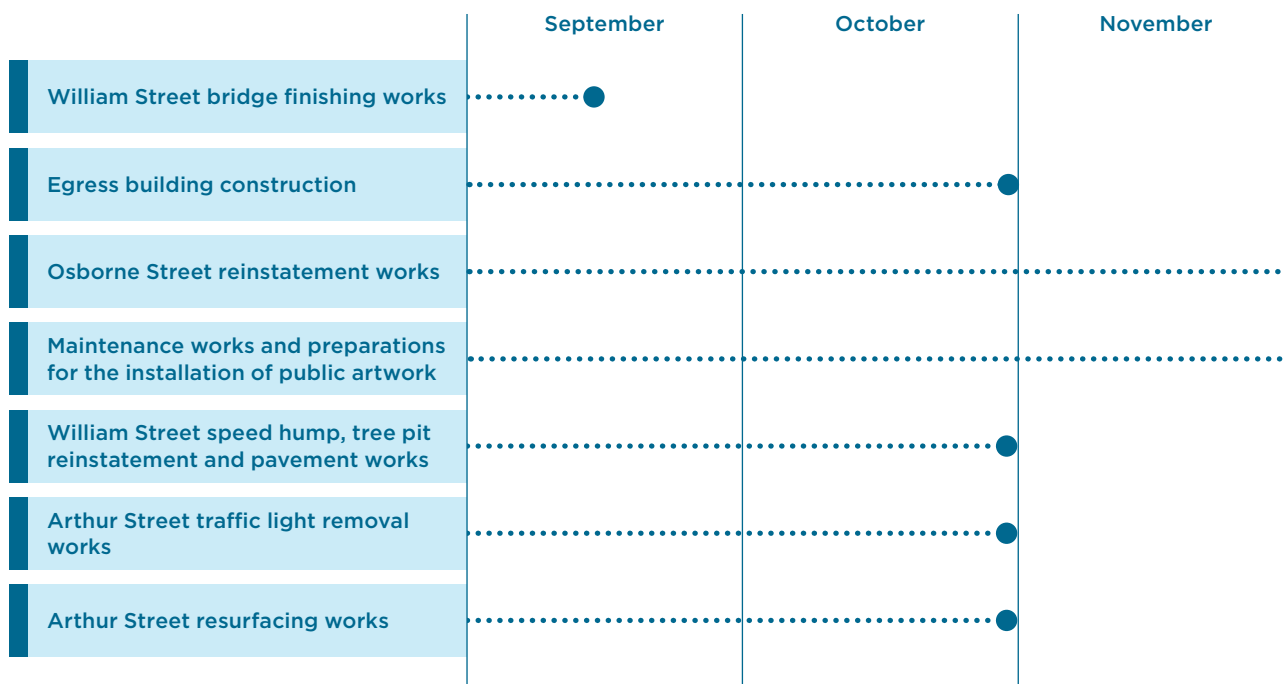 September
October
November
William Street bridge finishing works
Egress building construction
Osborne Street reinstatement works
Maintenance works and preparations
for the installation of public artwork
William Street speed hump, tree pit
reinstatement and pavement works
Arthur Street traffic light removal
works
Arthur Street resurfacing works